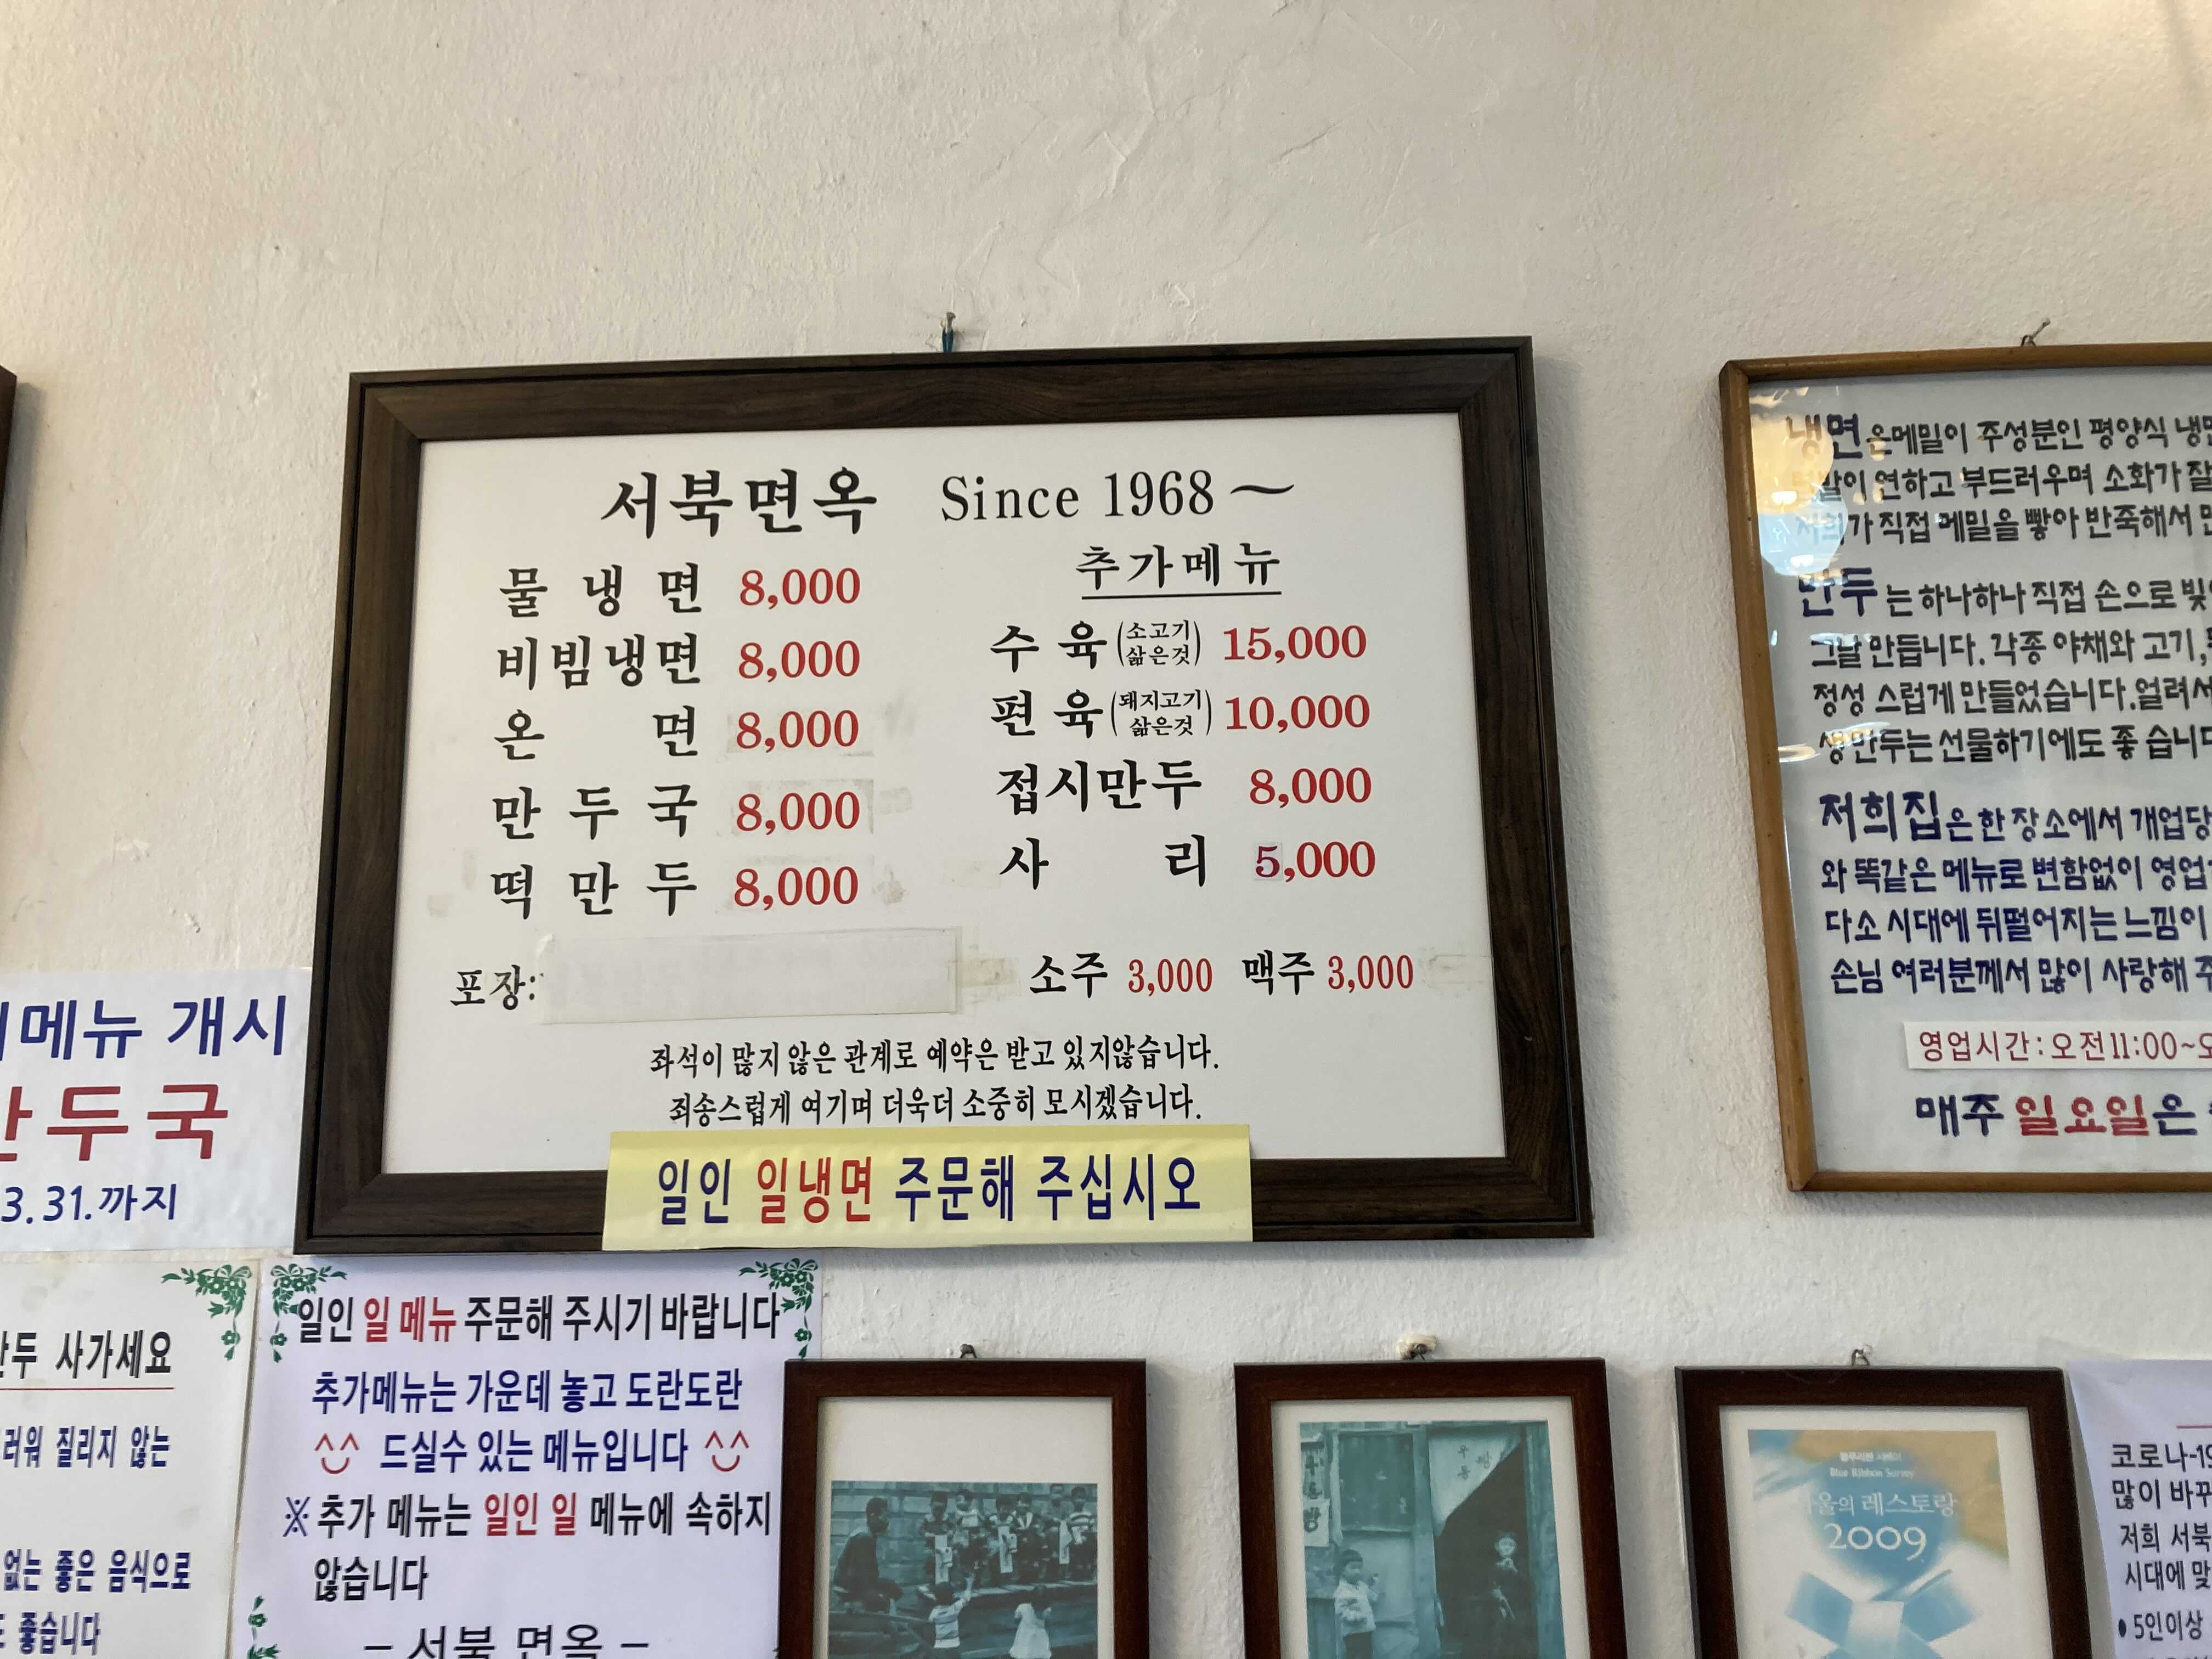 서북면옥 Since 1968~
물냉면 8,000
비빔냉면 8,000
온면 8,000
만두국 8,000
떡만두 8,000
포장:
추가메뉴
수육(소고기 삶은것) 15,000
편육(돼지고기 삶은것) 10,000
접시만두 8,000
사리 5,000
소주 3,000 맥주 3,000
좌석이 많지 않은 관계로 예약은 받고 있지않습니다.
죄송스럽게 여기며 더욱더 소중히 모시겠습니다.
일인 일냉면 주문해 주십시오
냉면은메밀이 주성분인 평양식
이 연하고 부드러우며 소화가 잘
가 직접 메밀을 빻아 반죽해서
만두는 하나하나 직접 손으로
그날 만듭니다. 각종 야채와 고기,
정성 스럽게 만들었습니다.얼려서
생만두는 선물하기에도 좋 습니다
저희집은 한 장소에서 개업당
와 똑같은 메뉴로 변함없이 영업
다소 시대에 뒤떨어지는 느낌이
손님 여러분께서 많이 사랑해 주
영업시간:오전11:00~오
매주 일요일은
메뉴 개시
두국
3.31.까지
두 사가세요
러워 질리지 않는
없는 좋은 음식으로
좋습니다
일인 일 메뉴 주문해 주시기 바랍니다
추가메뉴는 가운데 놓고 도란도란
드실수 있는 메뉴입니다
※추가 메뉴는 일인 일 메뉴에 속하지
않습니다
– 서북 면옥 –
블루리본 서베이
Blue Ribbon Survey
서울의 레스토랑
2009
코로나-19
많이 바꾸
저희 서북
시대에 맞
•5인이상